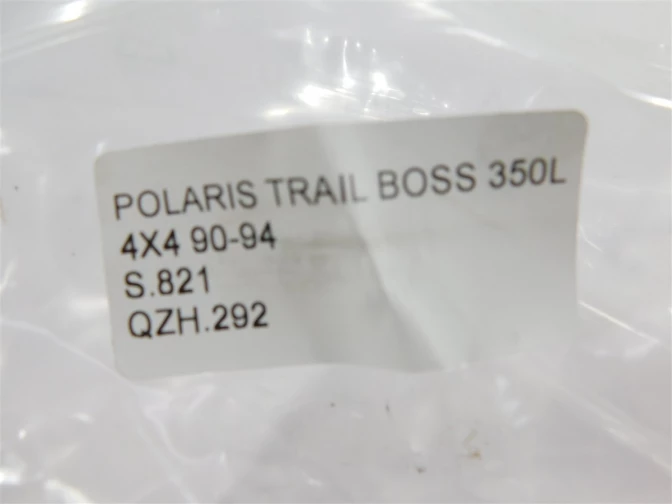 POLARIS TRAIL BOSS 350L
4X4 90-94
S.821
QZH.292